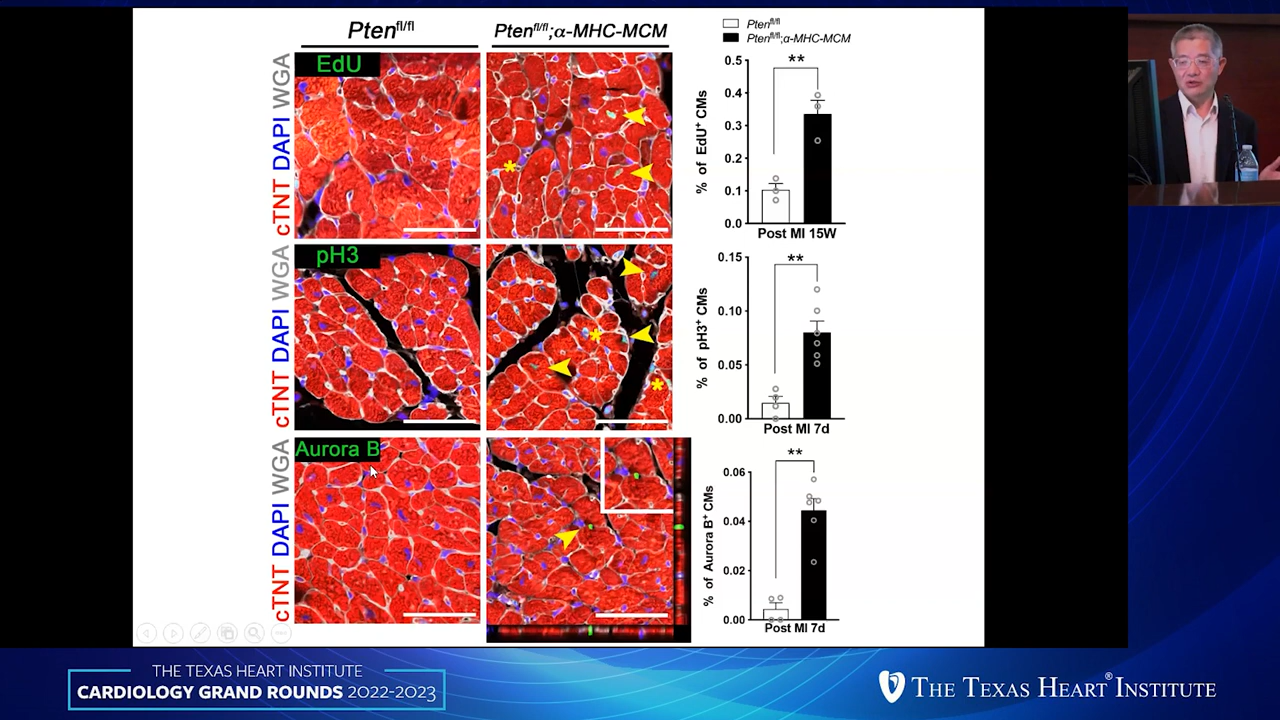 Pten^fl/fl
Pten^fl/fl;α-MHC-MCM
cTNT DAPI WGA
EdU
cTNT DAPI WGA
pH3
cTNT DAPI WGA
Aurora B
Pten^fl/fl
Pten^fl/fl;α-MHC-MCM
% of EdU⁺ CMs
0.5
0.4
0.3
0.2
0.1
0.0
**
Post MI 15W
% of pH3⁺ CMs
0.15
0.10
0.05
0.00
**
Post MI 7d
% of Aurora B⁺ CMs
0.06
0.04
0.02
0.00
**
Post MI 7d
THE TEXAS HEART INSTITUTE
CARDIOLOGY GRAND ROUNDS 2022-2023
THE TEXAS HEART® INSTITUTE